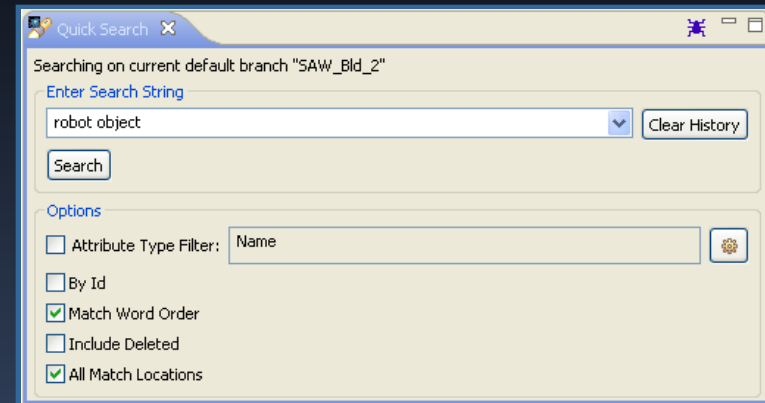 Quick Search
Searching on current default branch "SAW_Bld_2"
Enter Search String
robot object
Clear History
Search
Options
Attribute Type Filter: Name
By Id
Match Word Order
Include Deleted
All Match Locations